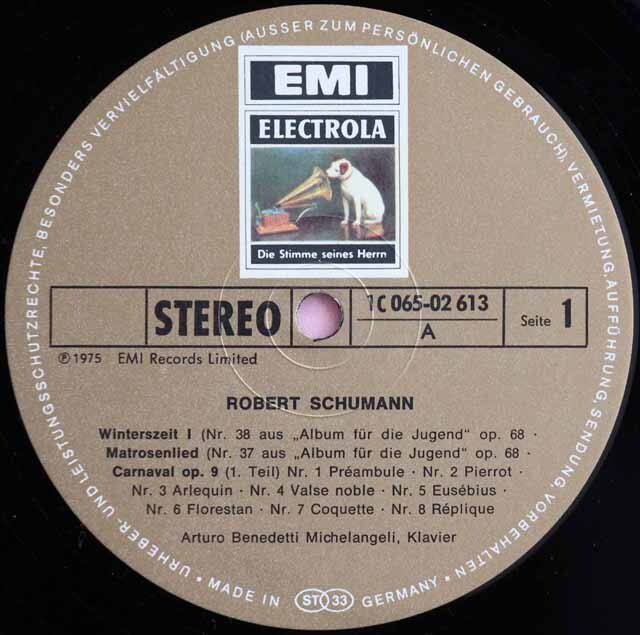 URHEBER- UND LEISTUNGSSCHUTZRECHTE, BESONDERS VERVIELFÄLTIGUNG (AUSSER ZUM PERSÖNLICHEN GEBRAUCH), VERMIETUNG, AUFFÜHRUNG, SENDUNG, VORBEHALTEN
EMI
ELECTROLA
Die Stimme seines Herrn
STEREO
1 C 065-02 613
A
Seite 1
℗ 1975 EMI Records Limited
ROBERT SCHUMANN
Winterszeit I (Nr. 38 aus „Album für die Jugend" op. 68 ·
Matrosenlied (Nr. 37 aus „Album für die Jugend" op. 68 ·
Carnaval op. 9 (1. Teil) Nr. 1 Préambule · Nr. 2 Pierrot ·
Nr. 3 Arlequin · Nr. 4 Valse noble · Nr. 5 Eusébius ·
Nr. 6 Florestan · Nr. 7 Coquette · Nr. 8 Réplique
Arturo Benedetti Michelangeli, Klavier
· MADE IN ST 33 GERMANY ·